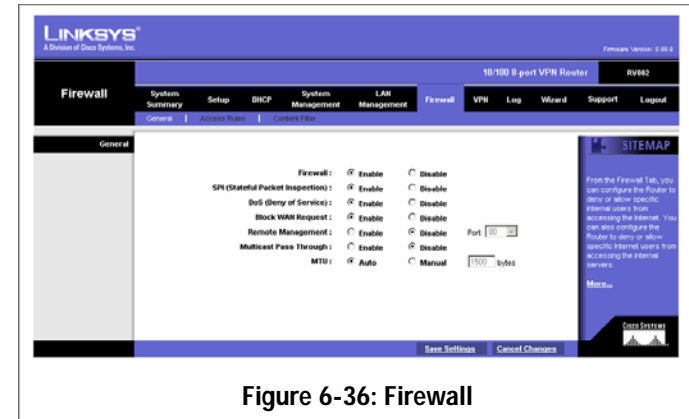 LINKSYS®
A Division of Cisco Systems, Inc.
Firmware Version: 0.00.9
10/100 8-port VPN Router RV082
Firewall
System Summary Setup DHCP System Management LAN Management Firewall VPN Log Wizard Support Logout
General | Access Rules | Content Filter
General
Firewall : Enable Disable
SPI (Stateful Packet Inspection) : Enable Disable
DoS (Deny of Service) : Enable Disable
Block WAN Request : Enable Disable
Remote Management : Enable Disable Port: 80
Multicast Pass Through : Enable Disable
MTU : Auto Manual 1500 bytes
SITEMAP
From the Firewall Tab, you
can configure the Router to
deny or allow specific
internal users from
accessing the Internet. You
can also configure the
Router to deny or allow
specific Internet users from
accessing the internal
servers.
More...
Save Settings Cancel Changes
CISCO SYSTEMS
Figure 6-36: Firewall